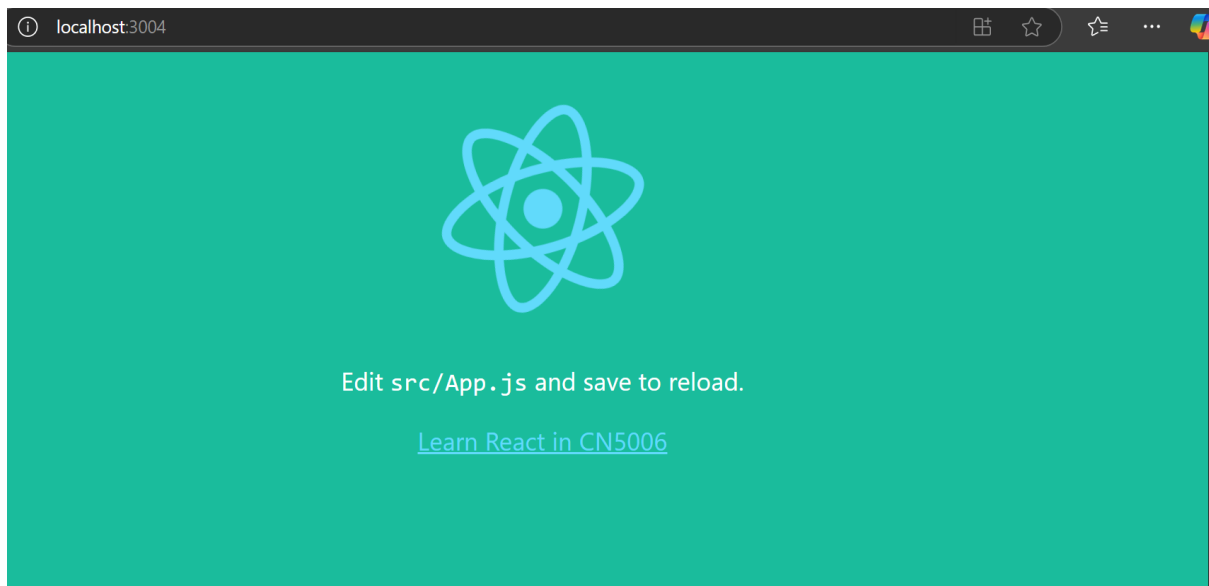 localhost:3004
Edit src/App.js and save to reload.
Learn React in CN5006